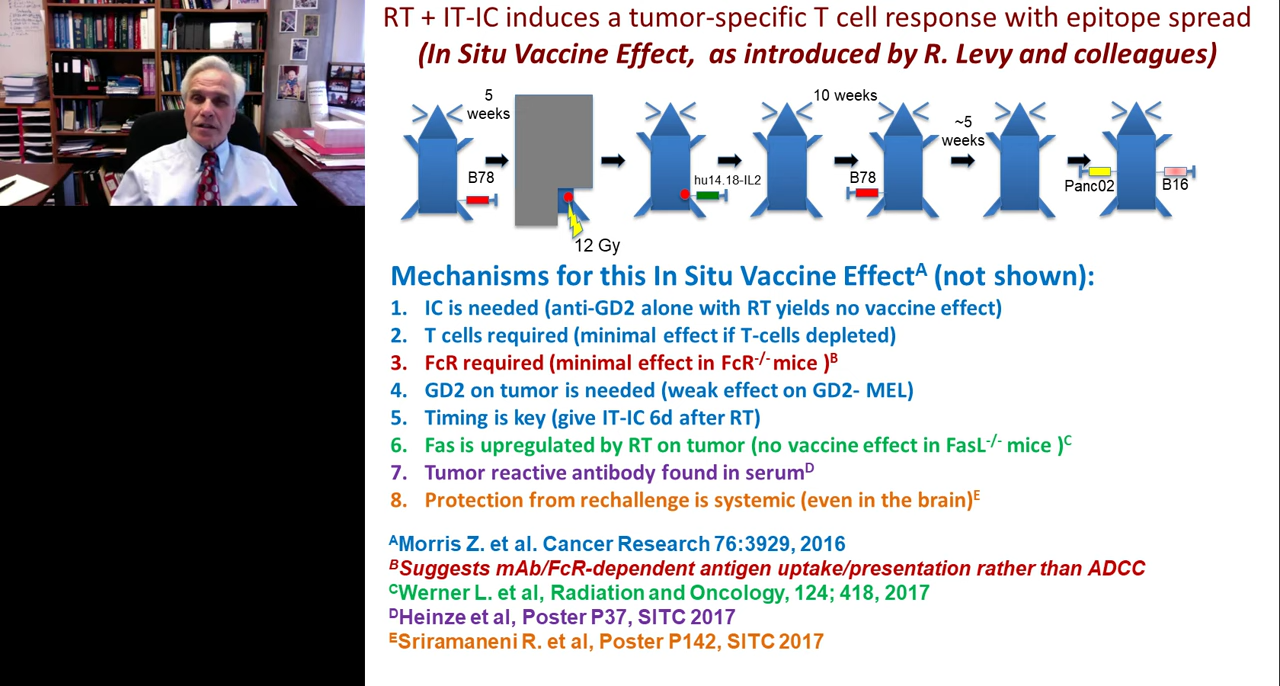 RT + IT-IC induces a tumor-specific T cell response with epitope spread
(In Situ Vaccine Effect, as introduced by R. Levy and colleagues)
5
weeks
10 weeks
~5
weeks
B78
hu14.18-IL2
B78
Panc02
B16
12 Gy
Mechanisms for this In Situ Vaccine Effectᴬ (not shown):
1. IC is needed (anti-GD2 alone with RT yields no vaccine effect)
2. T cells required (minimal effect if T-cells depleted)
3. FcR required (minimal effect in FcR-/- mice )B
4. GD2 on tumor is needed (weak effect on GD2- MEL)
5. Timing is key (give IT-IC 6d after RT)
6. Fas is upregulated by RT on tumor (no vaccine effect in FasL-/- mice )C
7. Tumor reactive antibody found in serumD
8. Protection from rechallenge is systemic (even in the brain)E
AMorris Z. et al. Cancer Research 76:3929, 2016
BSuggests mAb/FcR-dependent antigen uptake/presentation rather than ADCC
CWerner L. et al, Radiation and Oncology, 124; 418, 2017
DHeinze et al, Poster P37, SITC 2017
ESriramaneni R. et al, Poster P142, SITC 2017